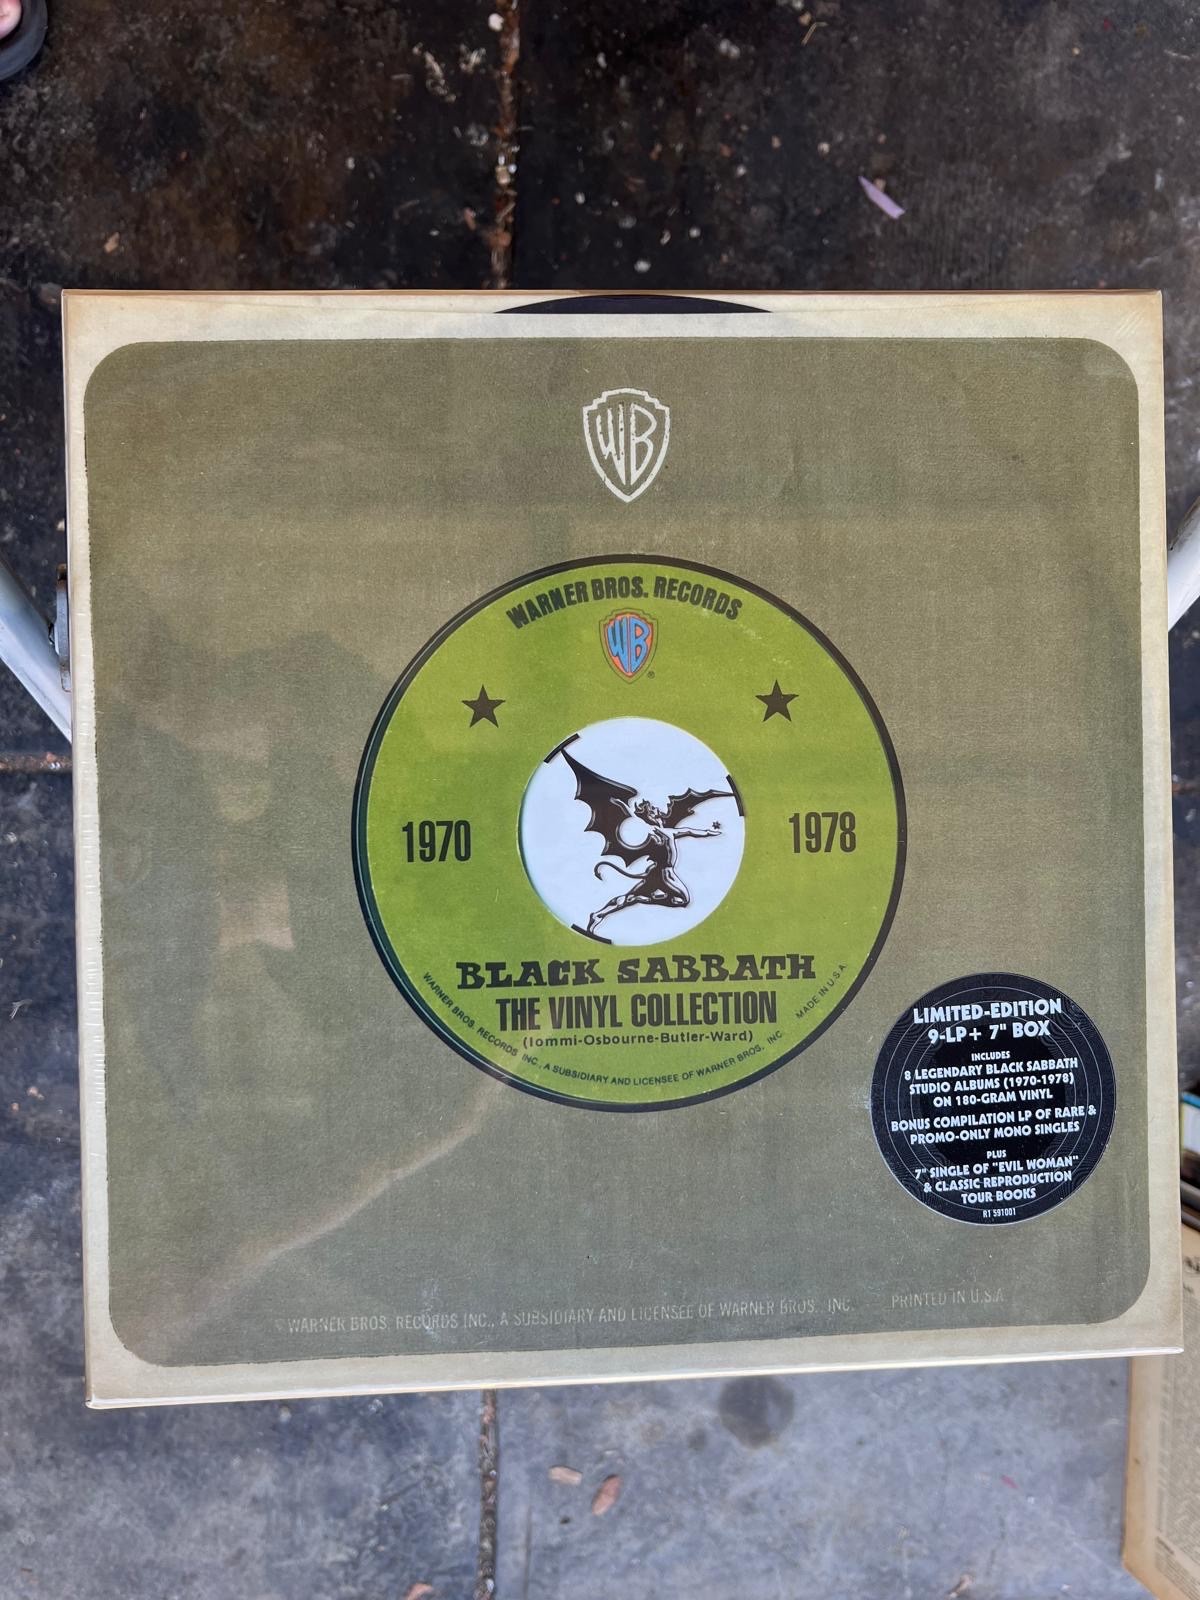 WB
WARNER BROS. RECORDS
WB
®
1970
1978
BLACK SABBATH
THE VINYL COLLECTION
(Iommi-Osbourne-Butler-Ward)
WARNER BROS. RECORDS INC., A SUBSIDIARY AND LICENSEE OF WARNER BROS. INC. MADE IN U.S.A.
LIMITED-EDITION
9-LP+ 7" BOX
INCLUDES
8 LEGENDARY BLACK SABBATH
STUDIO ALBUMS (1970-1978)
ON 180-GRAM VINYL
BONUS COMPILATION LP OF RARE &
PROMO-ONLY MONO SINGLES
PLUS
7" SINGLE OF "EVIL WOMAN"
& CLASSIC REPRODUCTION
TOUR BOOKS
R1 591001
© WARNER BROS. RECORDS INC., A SUBSIDIARY AND LICENSEE OF WARNER BROS. INC. PRINTED IN U.S.A.